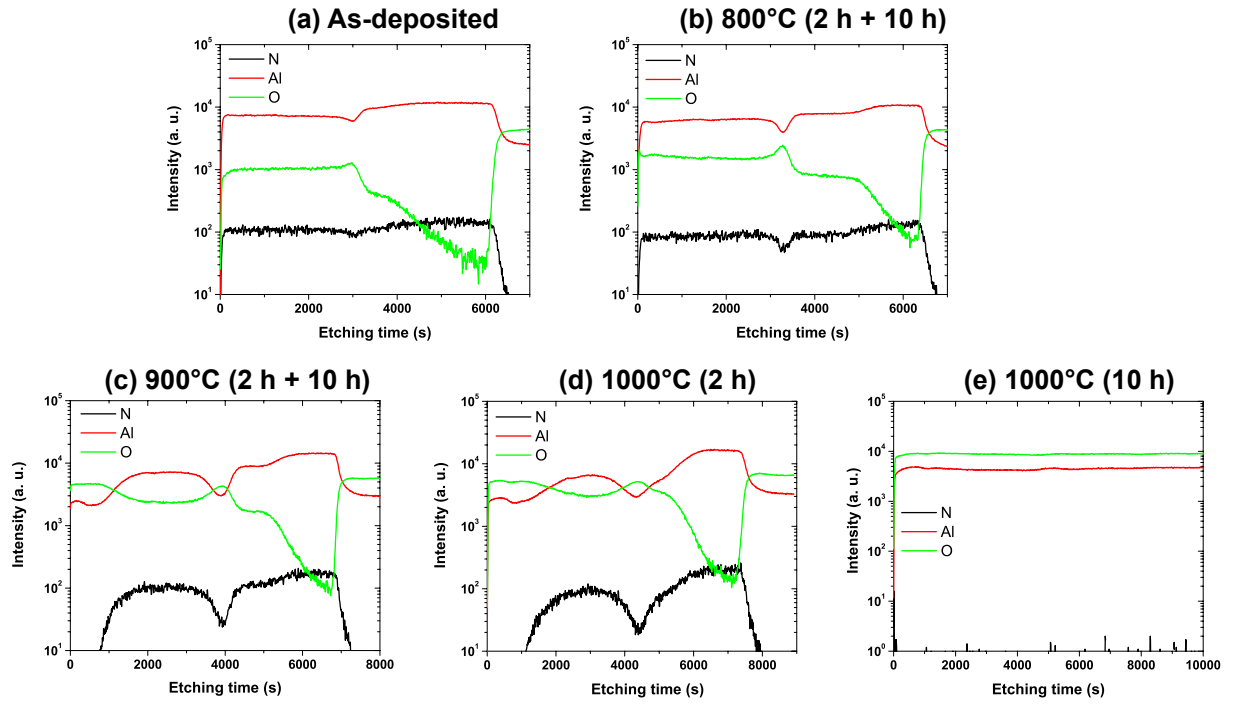 (a) As-deposited
10⁵
10⁴
10³
10²
10¹
Intensity (a. u.)
N
Al
O
0 2000 4000 6000
Etching time (s)
(b) 800°C (2 h + 10 h)
10⁵
10⁴
10³
10²
10¹
Intensity (a. u.)
N
Al
O
0 2000 4000 6000
Etching time (s)
(c) 900°C (2 h + 10 h)
10⁵
10⁴
10³
10²
10¹
Intensity (a. u.)
N
Al
O
0 2000 4000 6000 8000
Etching time (s)
(d) 1000°C (2 h)
10⁵
10⁴
10³
10²
10¹
Intensity (a. u.)
N
Al
O
0 2000 4000 6000 8000
Etching time (s)
(e) 1000°C (10 h)
10⁵
10⁴
10³
10²
10¹
10⁰
Intensity (a. u.)
N
Al
O
0 2000 4000 6000 8000 10000
Etching time (s)